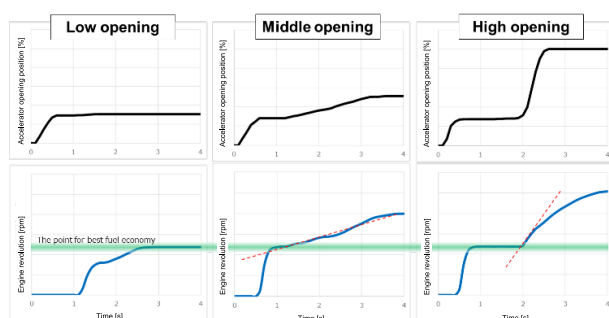 Low opening
Middle opening
High opening
Accelerator opening position [%]
0 1 2 3 4
Accelerator opening position [%]
0 1 2 3 4
Accelerator opening position [%]
0 1 2 3 4
The point for best fuel economy
Engine revolution [rpm]
0 1 2 3 4
Time [s]
Engine revolution [rpm]
0 1 2 3 4
Time [s]
Engine revolution [rpm]
0 1 2 3 4
Time [s]